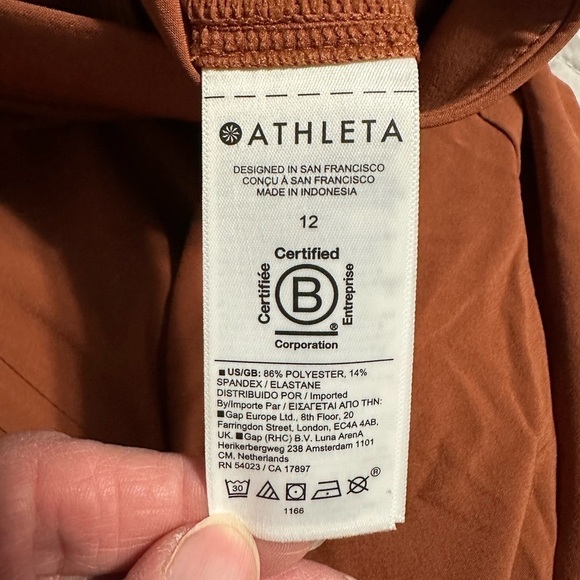 ATHLETA
DESIGNED IN SAN FRANCISCO
CONÇU À SAN FRANCISCO
MADE IN INDONESIA
12
Certified
Certifiée
B
Entreprise
®
Corporation
■ US/GB: 86% POLYESTER, 14%
SPANDEX / ELASTANE
DISTRIBUIDO POR / Imported
By/Importe Par / ΕΙΣΑΓΕΤΑΙ ΑΠΟ ΤΗΝ:
■Gap Europe Ltd., 8th Floor, 20
Farringdon Street, London, EC4A 4AB,
UK. ■Gap (RHC) B.V. Luna ArenA
Herikerbergweg 238 Amsterdam 1101
CM, Netherlands
RN 54023 / CA 17897
30
®
1166